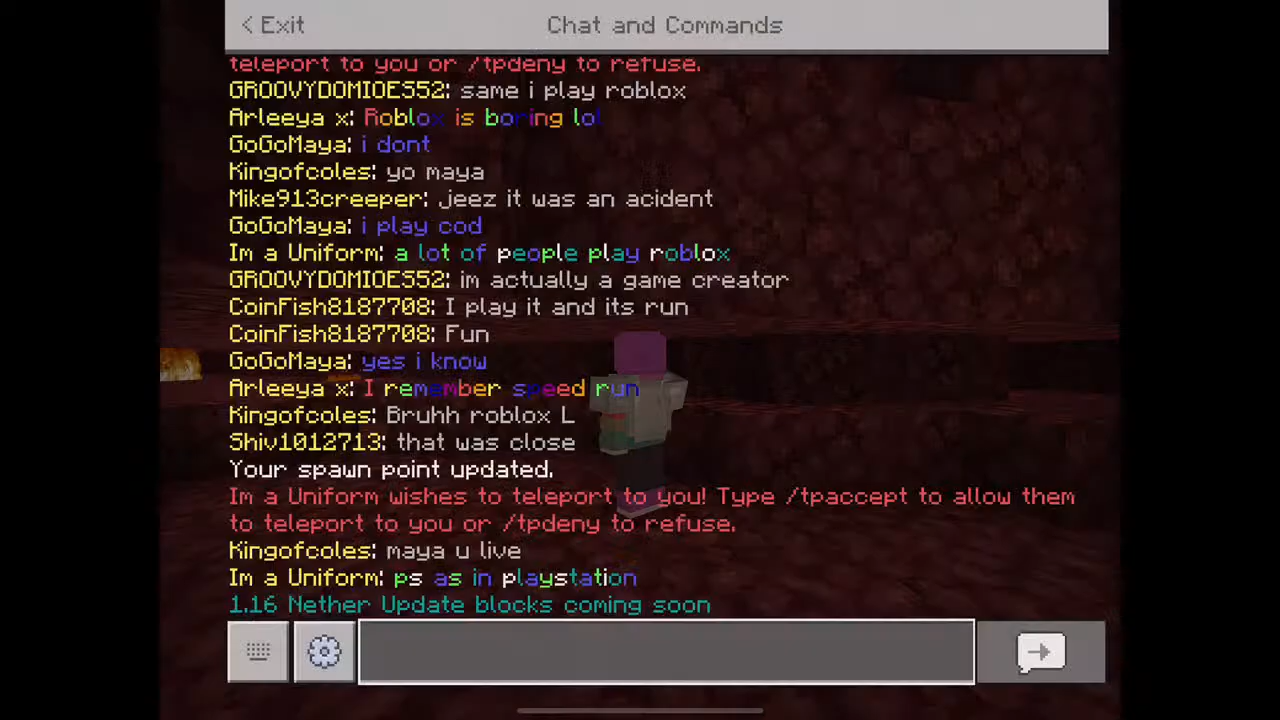 < Exit
Chat and Commands
teleport to you or /tpdeny to refuse.
GROOVYDOMIOES52: same i play roblox
Arleeya x: Roblox is boring lol
GoGoMaya: i dont
Kingofcoles: yo maya
Mike913creeper: jeez it was an acident
GoGoMaya: i play cod
Im a Uniform: a lot of people play roblox
GROOVYDOMIOES52: im actually a game creator
CoinFish8187708: I play it and its run
CoinFish8187708: Fun
GoGoMaya: yes i know
Arleeya x: I remember speed run
Kingofcoles: Bruhh roblox L
Shiv1012713: that was close
Your spawn point updated.
Im a Uniform wishes to teleport to you! Type /tpaccept to allow them
to teleport to you or /tpdeny to refuse.
Kingofcoles: maya u live
Im a Uniform: ps as in playstation
1.16 Nether Update blocks coming soon